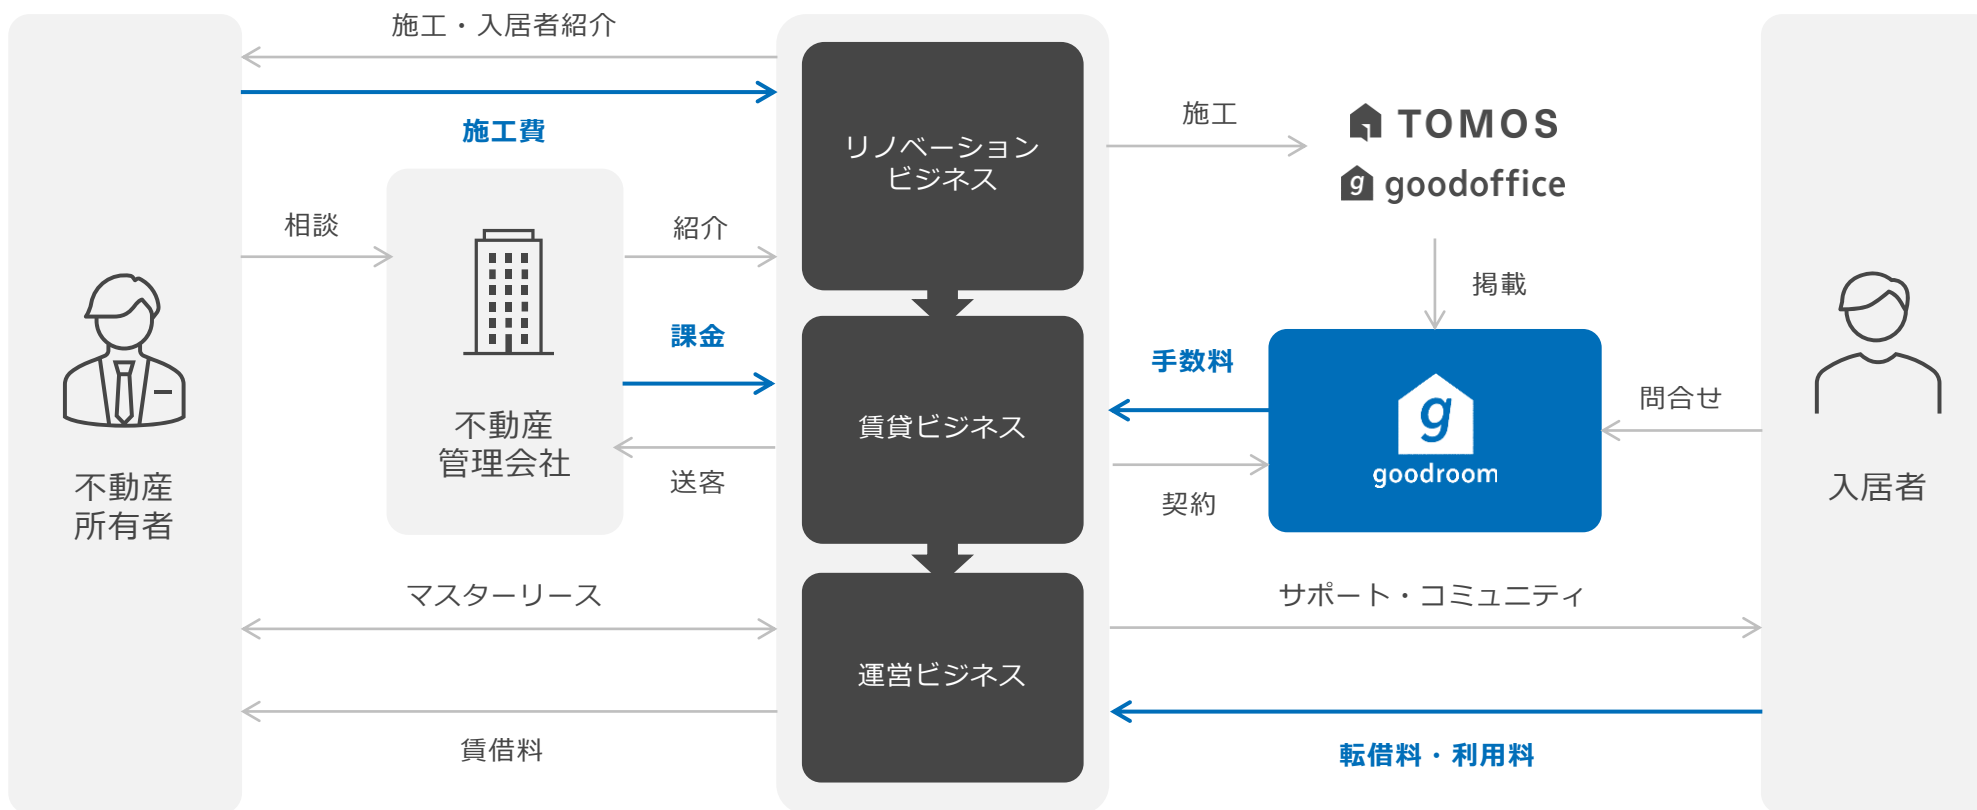 施工・入居者紹介
施工費
相談
紹介
課金
不動産
管理会社
送客
不動産
所有者
マスターリース
賃借料
リノベーション
ビジネス
賃貸ビジネス
運営ビジネス
施工
TOMOS
g goodoffice
掲載
手数料
g
goodroom
契約
問合せ
入居者
サポート・コミュニティ
転借料・利用料